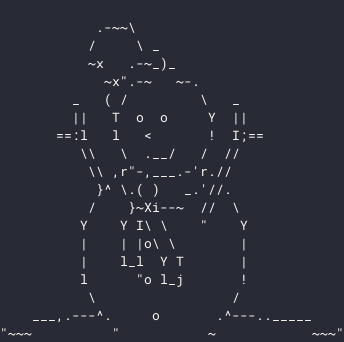 .-~~\
           /     \ _
           ~x   .-~_)_
             ~x".-~   ~-.
         _   ( /         \   _
         ||   T  o  o     Y  ||
       ==:l   l   <       !  I;==
          \\   \  .__/   /  //
           \\ ,r"-,___.-'r.//
            }^ \.( )   _.'//.
           /    }~Xi--~  //  \
          Y    Y I\ \    "    Y
          |    | |o\ \        |
          |    l_l  Y T       |
          l      "o l_j       !
           \                 /
    ___,.---^.     o       .^---.._____
"~~~          "           ~            ~~~"